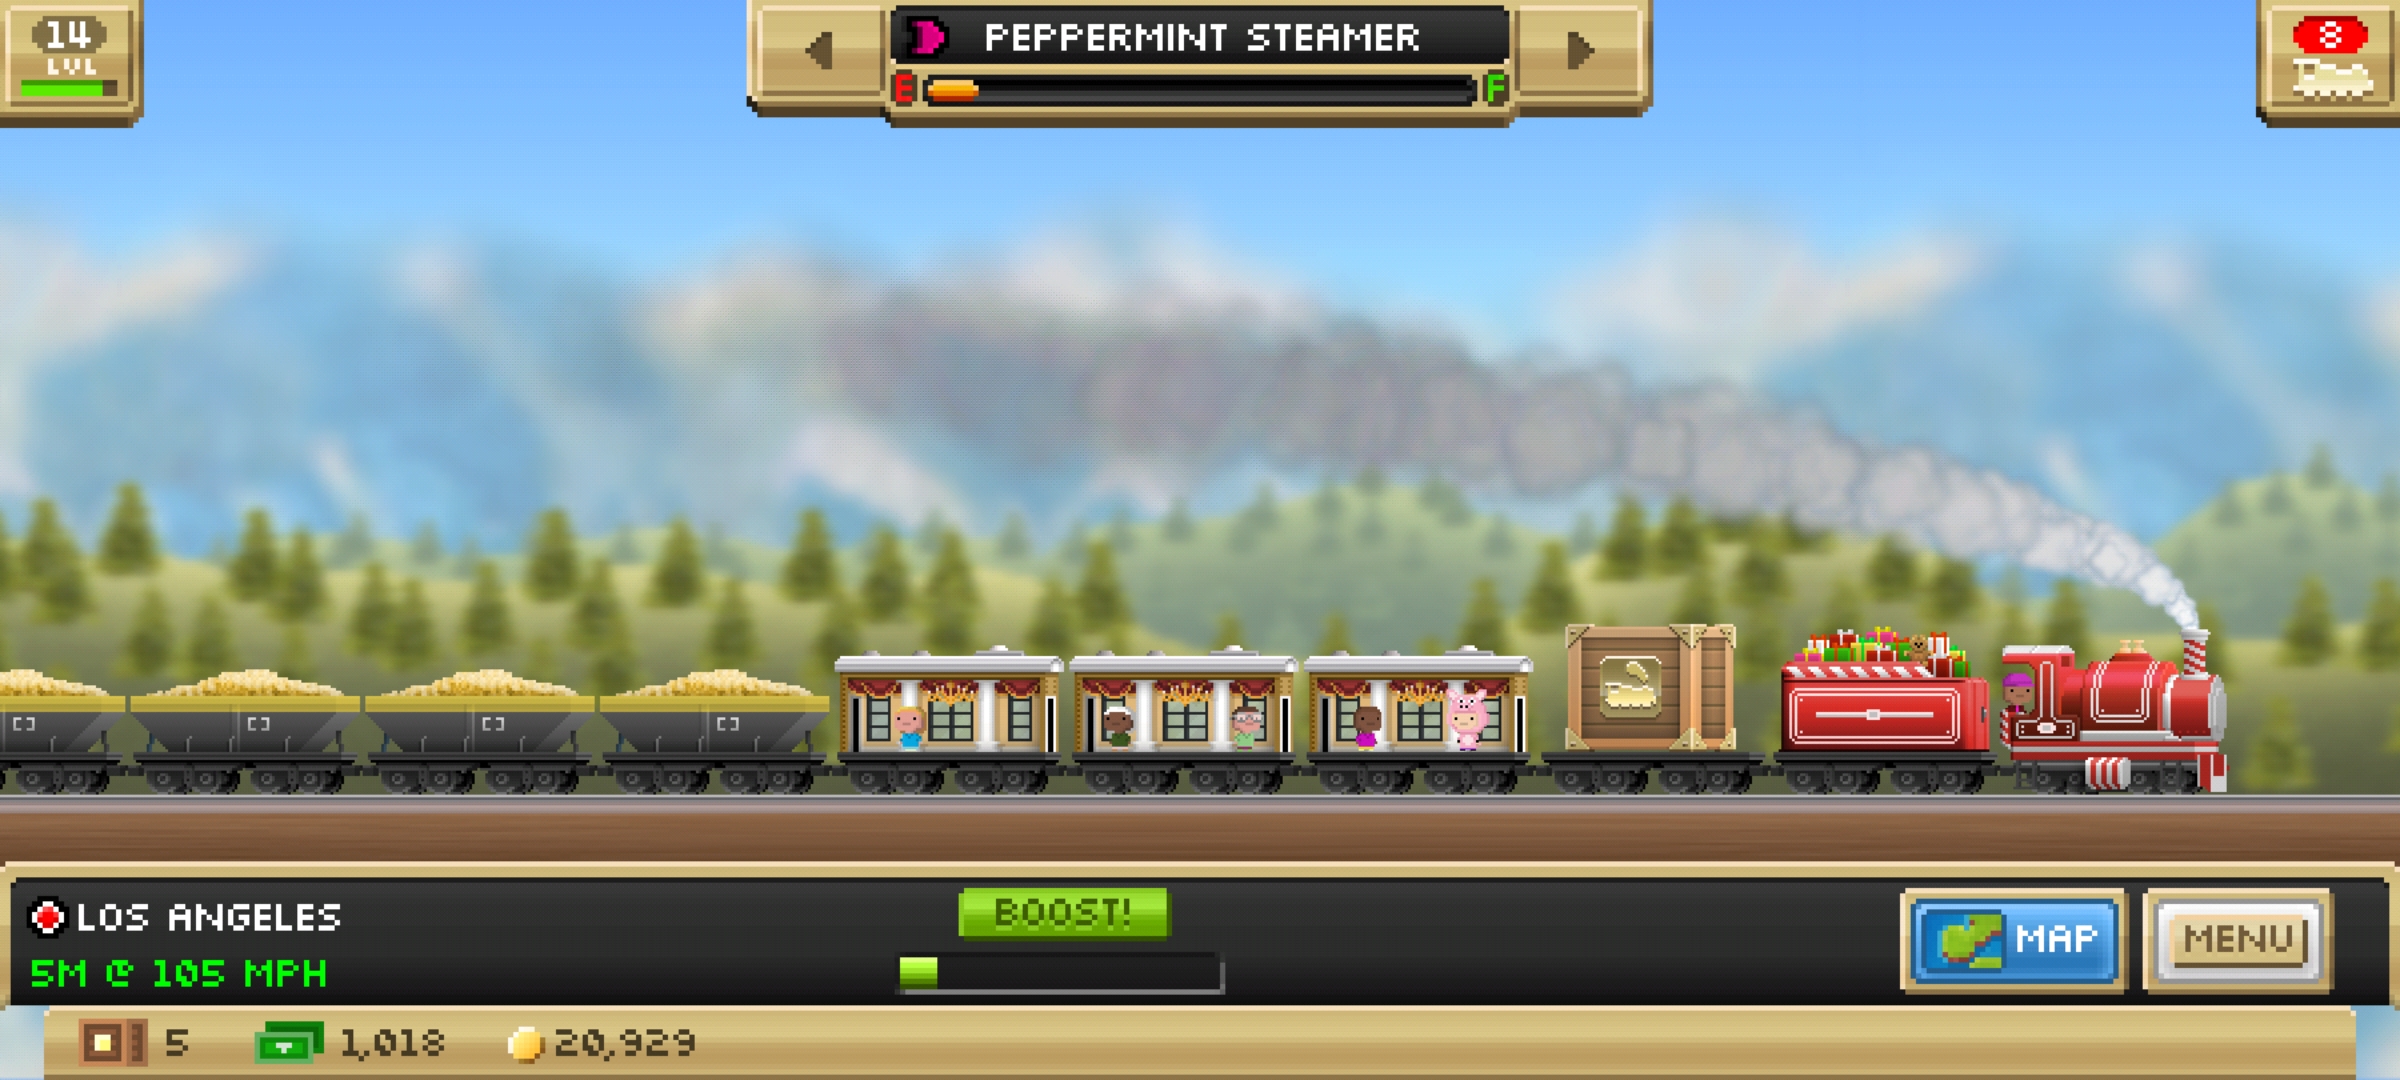 14
LVL
PEPPERMINT STEAMER
E F
8
LOS ANGELES
5M @ 105 MPH
BOOST!
MAP
MENU
5
1,018
20,929